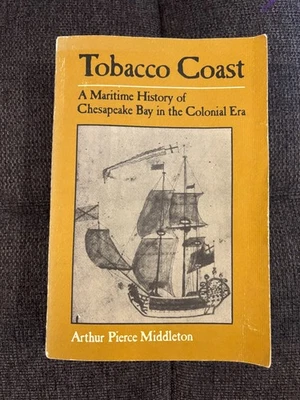 Tobacco Coast
A Maritime History of
Chesapeake Bay in the Colonial Era
Arthur Pierce Middleton